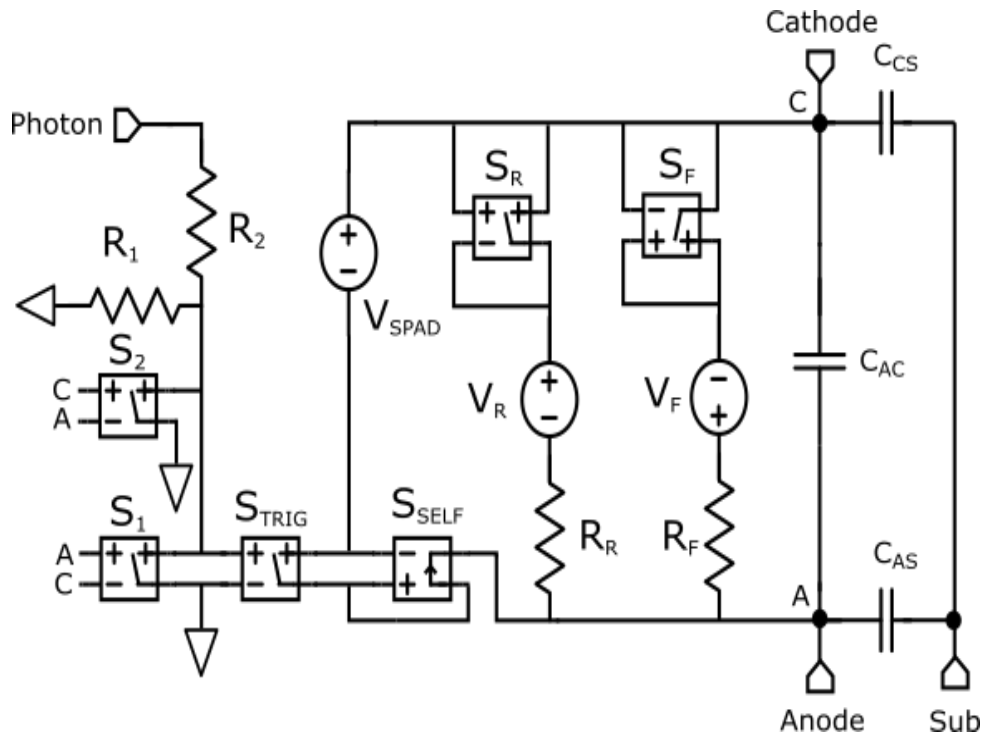 Cathode
C_CS
Photon
C
S_R
S_F
R_2
R_1
+
-
V_SPAD
+ +
-
- 
+ +
S_2
C + +
A -
+
-
V_R
-
+
V_F
C_AC
S_1
S_TRIG
S_SELF
R_R
R_F
C_AS
A + +
C -
+ +
-
-
+
A
Anode
Sub